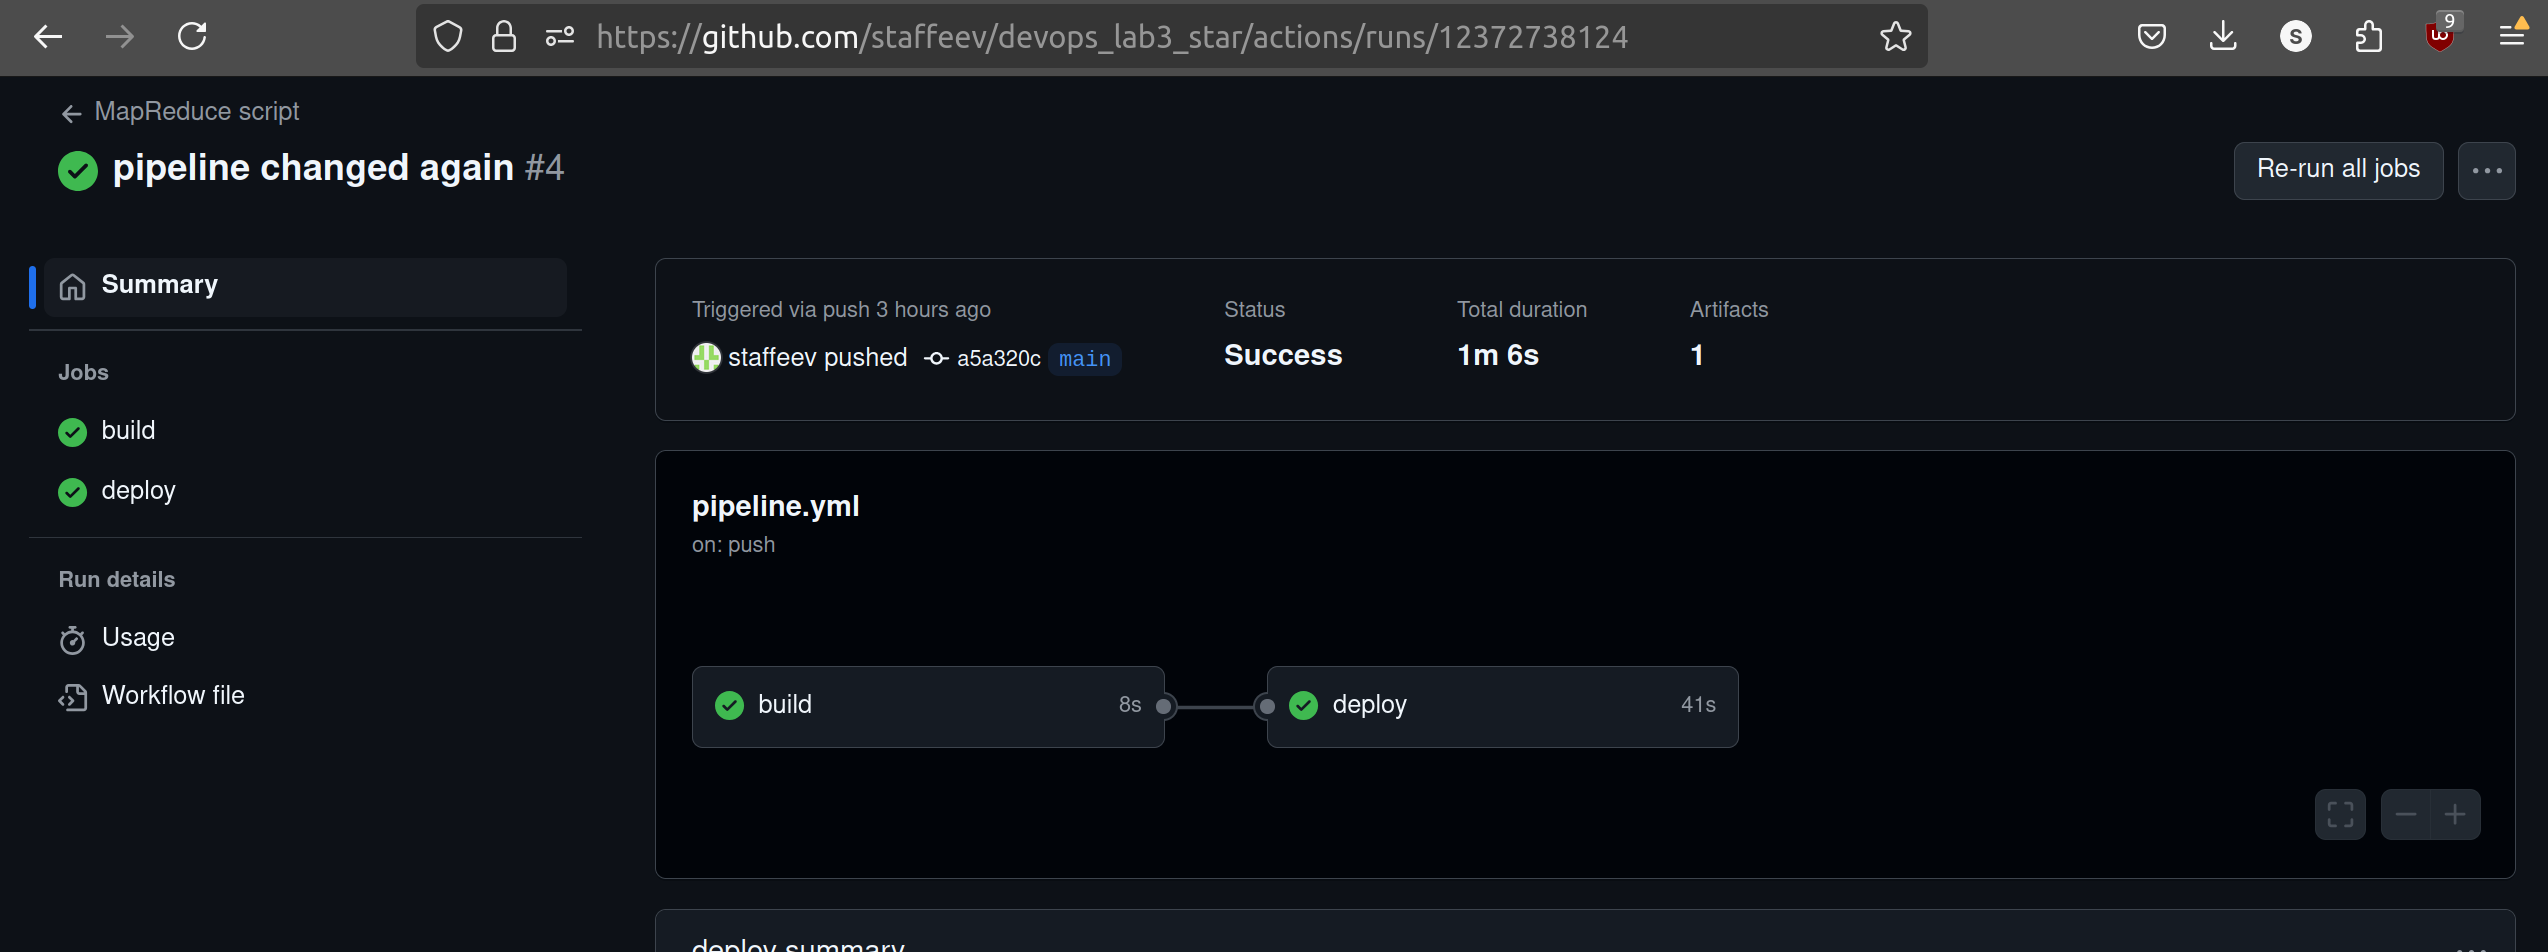 https://github.com/staffeev/devops_lab3_star/actions/runs/12372738124
S
9
MapReduce script
pipeline changed again #4
Re-run all jobs
Summary
Jobs
build
deploy
Run details
Usage
Workflow file
Triggered via push 3 hours ago
staffeev pushed a5a320c main
Status
Success
Total duration
1m 6s
Artifacts
1
pipeline.yml
on: push
build 8s
deploy 41s
deploy summary